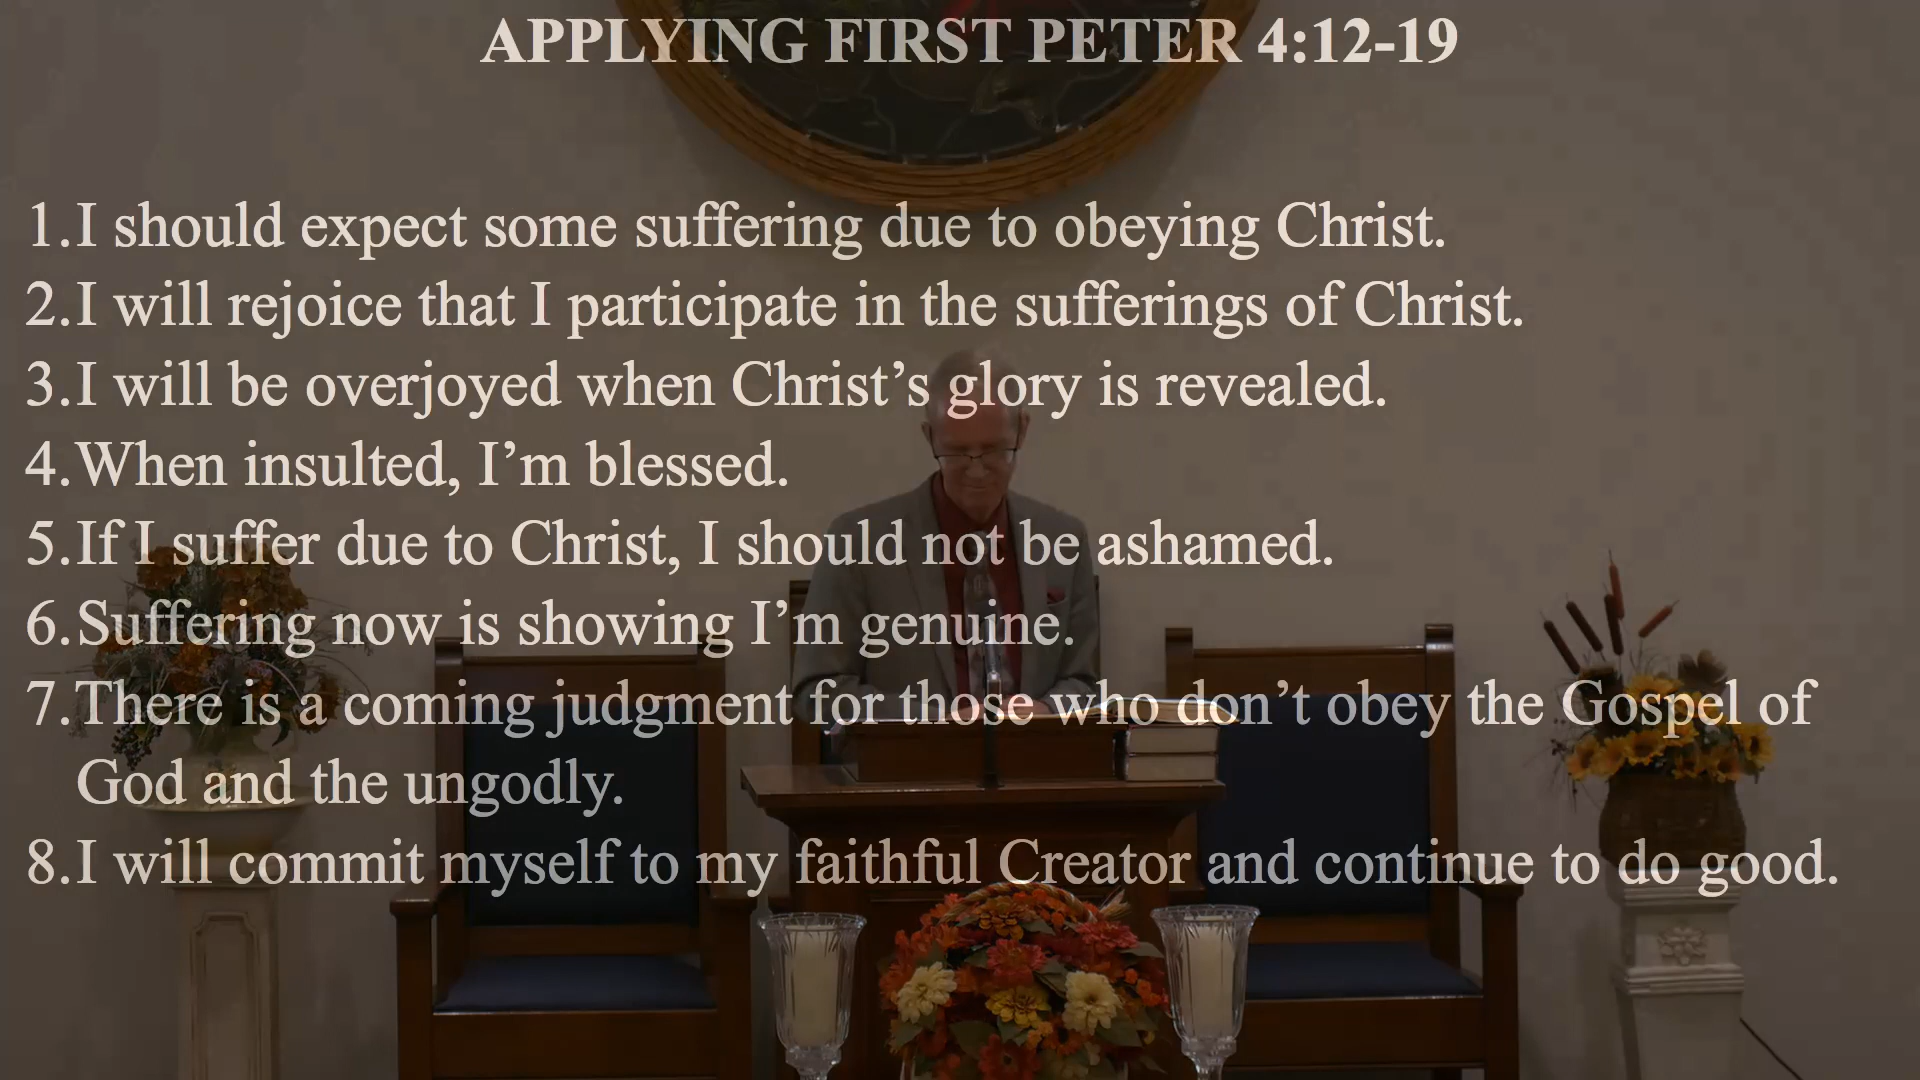 APPLYING FIRST PETER 4:12-19
1. I should expect some suffering due to obeying Christ.
2. I will rejoice that I participate in the sufferings of Christ.
3. I will be overjoyed when Christ’s glory is revealed.
4. When insulted, I’m blessed.
5. If I suffer due to Christ, I should not be ashamed.
6. Suffering now is showing I’m genuine.
7. There is a coming judgment for those who don’t obey the Gospel of
God and the ungodly.
8. I will commit myself to my faithful Creator and continue to do good.